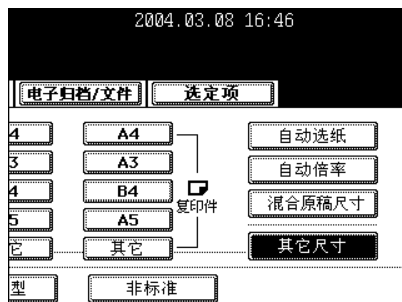 2004.03.08 16:46
电子归档/文件 选定项
4 A4 自动选纸
3 A3 自动倍率
4 B4 混合原稿尺寸
复印件
5 A5
它 其它 其它尺寸
型 非标准